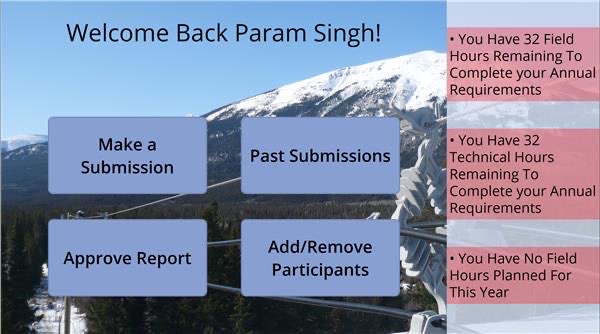 Welcome Back Param Singh!
Make a
Submission
Past Submissions
Approve Report
Add/Remove
Participants
• You Have 32 Field
Hours Remaining To
Complete your Annual
Requirements
• You Have 32
Technical Hours
Remaining To
Complete your Annual
Requirements
• You Have No Field
Hours Planned For
This Year